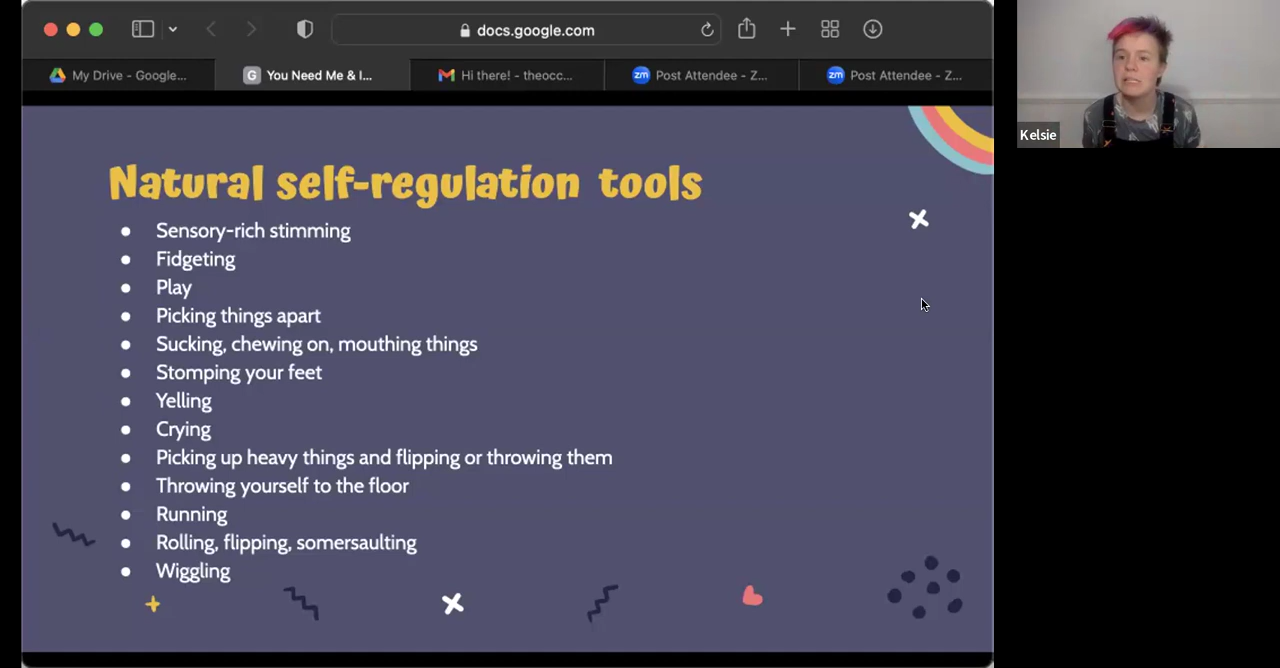 docs.google.com
My Drive - Google...
G You Need Me & I...
Hi there! - theocc...
zm Post Attendee - Z...
zm Post Attendee - Z...
Kelsie
Natural self-regulation tools
● Sensory-rich stimming
● Fidgeting
● Play
● Picking things apart
● Sucking, chewing on, mouthing things
● Stomping your feet
● Yelling
● Crying
● Picking up heavy things and flipping or throwing them
● Throwing yourself to the floor
● Running
● Rolling, flipping, somersaulting
● Wiggling